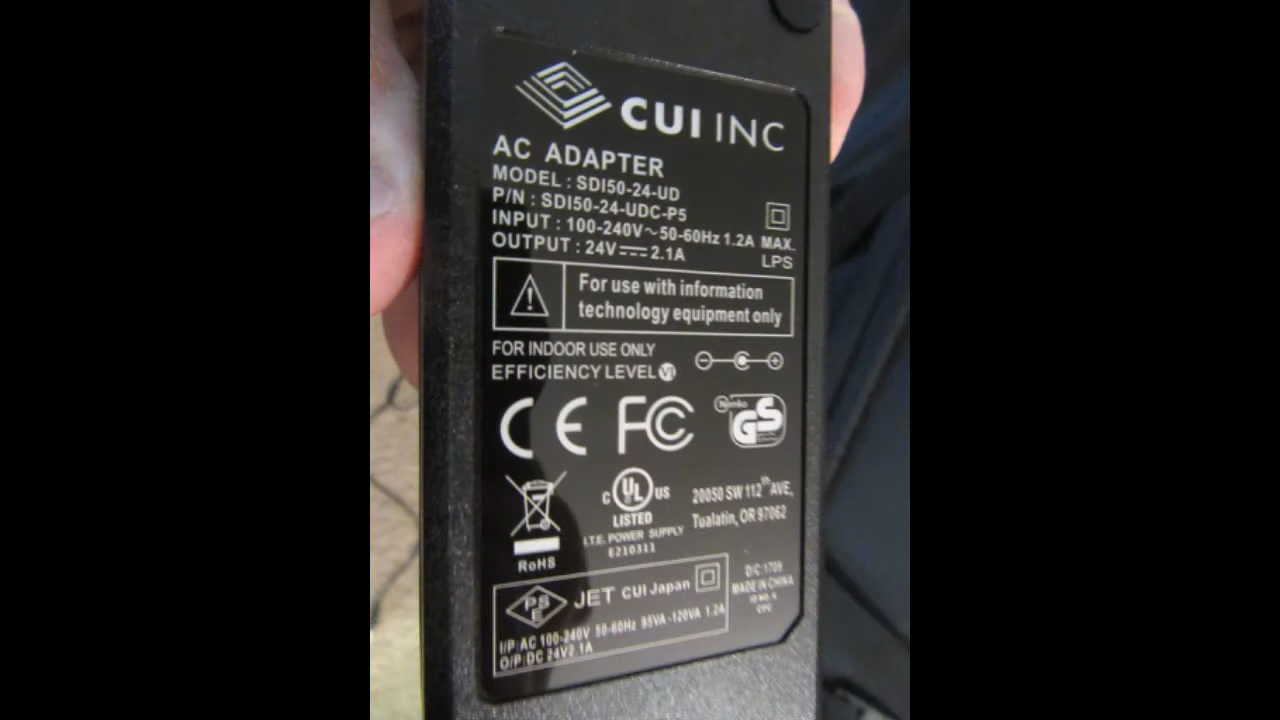 CUI INC
AC ADAPTER
MODEL : SDI50-24-UD
P/N : SDI50-24-UDC-P5
INPUT : 100-240V~50-60Hz 1.2A MAX.
OUTPUT : 24V⎓2.1A LPS
For use with information
technology equipment only
FOR INDOOR USE ONLY
EFFICIENCY LEVEL VI
CE FC Nemko GS
C UL US
LISTED
I.T.E. POWER SUPPLY
E210311
20050 SW 112th AVE,
Tualatin, OR 97062
RoHS
PSE JET CUI Japan
I/P:AC 100-240V 50-60Hz 95VA-120VA 1.2A
O/P:DC 24V2.1A
D/C:1709
MADE IN CHINA